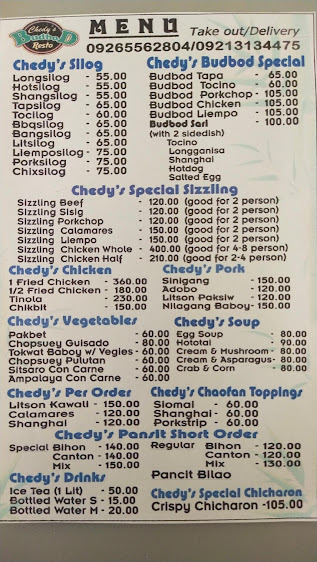 Chedy's
Budbod
Resto
MENU
Take out/Delivery
09265562804/09213134475
Chedy's Silog
Longsilog - 55.00
Hotsilog - 55.00
Shangsilog - 55.00
Tapsilog - 65.00
Tocilog - 60.00
Bbqsilog - 65.00
Bangsilog - 65.00
Litsilog - 65.00
Liemposilog - 75.00
Porksilog - 75.00
Chixsilog - 75.00
Chedy's Budbod Special
Budbod Tapa - 65.00
Budbod Tocino - 60.00
Budbod Porkchop - 105.00
Budbod Chicken - 105.00
Budbod Liempo - 105.00
Budbod Sari - 100.00
(with 2 sidedish)
Tocino
Longganisa
Shanghai
Hotdog
Salted Egg
Chedy's Special Sizzling
Sizzling Beef - 120.00 (good for 2 person)
Sizzling Sisig - 120.00 (good for 2 person)
Sizzling Porkchop - 120.00 (good for 2 person)
Sizzling Calamares - 150.00 (good for 2 person)
Sizzling Liempo - 150.00 (good for 2 person)
Sizzling Chicken Whole - 400.00 (good for 4-8 person)
Sizzling Chicken Half - 210.00 (good for 2-4 person)
Chedy's Chicken
1 Fried Chicken - 360.00
1/2 Fried Chicken - 180.00
Tinola - 230.00
Chikbit - 150.00
Chedy's Pork
Sinigang - 150.00
Adobo - 120.00
Litson Paksiw - 120.00
Nilagang Baboy - 150.00
Chedy's Vegetables
Pakbet - 60.00
Chopsuey Guisado - 80.00
Tokwat Baboy w/ Vegies - 60.00
Chopsuey Pulutan - 60.00
Sitsaro Con Carne - 60.00
Ampalaya Con Carne - 60.00
Chedy's Soup
Egg Soup - 80.00
Hototai - 90.00
Cream & Mushroom - 80.00
Cream & Asparagus - 80.00
Crab & Corn - 80.00
Chedy's Per Order
Litson Kawali - 150.00
Calamares - 120.00
Shanghai - 120.00
Chedy's Chaofan Toppings
Siomai - 60.00
Shanghai - 60.00
Porkstrip - 60.00
Chedy's Pansit Short Order
Special Bihon - 140.00
Canton - 140.00
Mix - 150.00
Regular Bihon - 120.00
Canton - 120.00
Mix - 130.00
Pancit Bilao
Chedy's Drinks
Ice Tea (1 Lit) - 50.00
Bottled Water S - 15.00
Bottled Water M - 20.00
Chedy's Special Chicharon
Crispy Chicharon - 105.00